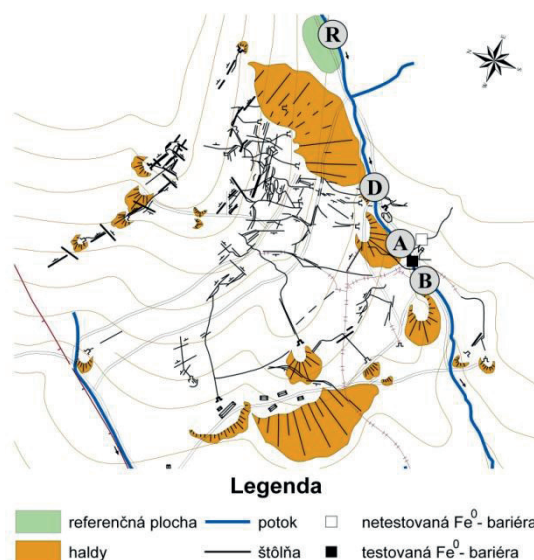 R
D
A
B
Legenda
referenčná plocha potok netestovaná Fe⁰- bariéra
haldy štôlňa testovaná Fe⁰- bariéra